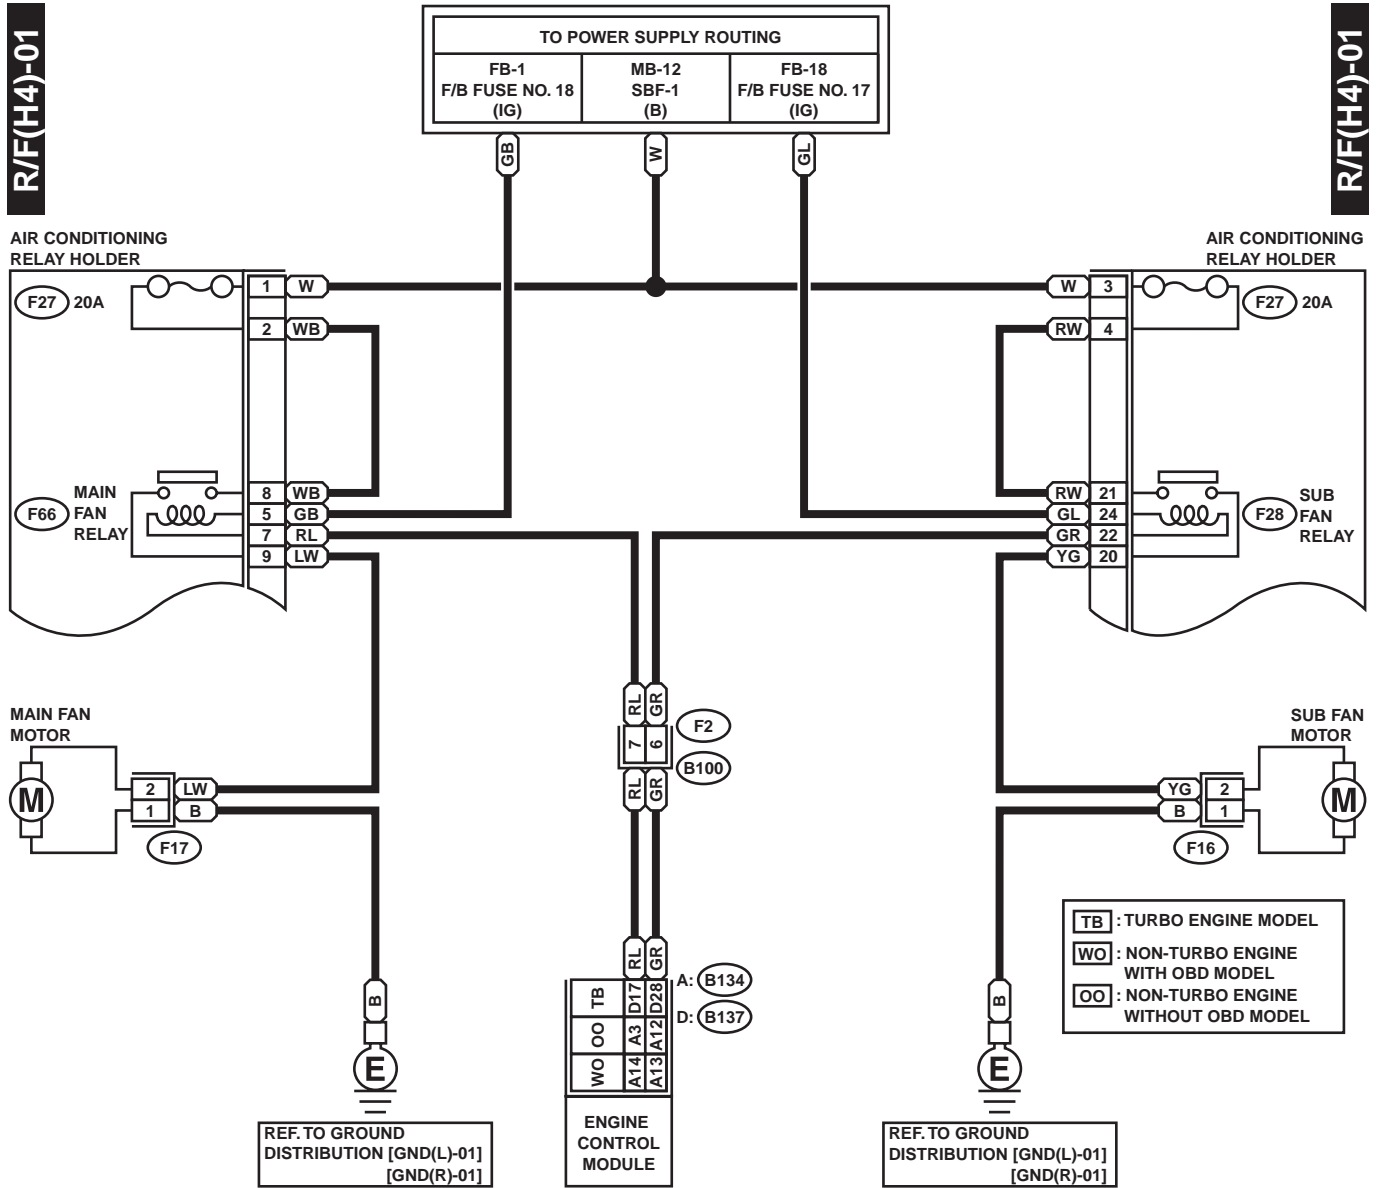 R/F(H4)-01
R/F(H4)-01
TO POWER SUPPLY ROUTING
FB-1
F/B FUSE NO. 18
(IG)
MB-12
SBF-1
(B)
FB-18
F/B FUSE NO. 17
(IG)
GB
W
GL
AIR CONDITIONING
RELAY HOLDER
F27 20A
1 W
2 WB
MAIN
FAN
RELAY
F66
8 WB
5 GB
7 RL
9 LW
AIR CONDITIONING
RELAY HOLDER
W 3
RW 4
F27 20A
RW 21
GL 24
GR 22
YG 20
F28
SUB
FAN
RELAY
RL GR
7 6
F2
B100
RL GR
MAIN FAN
MOTOR
M
2 LW
1 B
F17
SUB FAN
MOTOR
YG 2
B 1
M
F16
RL GR
TB D17 D28
OO A3 A12
WO A14 A13
A: B134
D: B137
ENGINE
CONTROL
MODULE
B
E
REF. TO GROUND
DISTRIBUTION [GND(L)-01]
[GND(R)-01]
B
E
REF. TO GROUND
DISTRIBUTION [GND(L)-01]
[GND(R)-01]
TB : TURBO ENGINE MODEL
WO : NON-TURBO ENGINE
WITH OBD MODEL
OO : NON-TURBO ENGINE
WITHOUT OBD MODEL